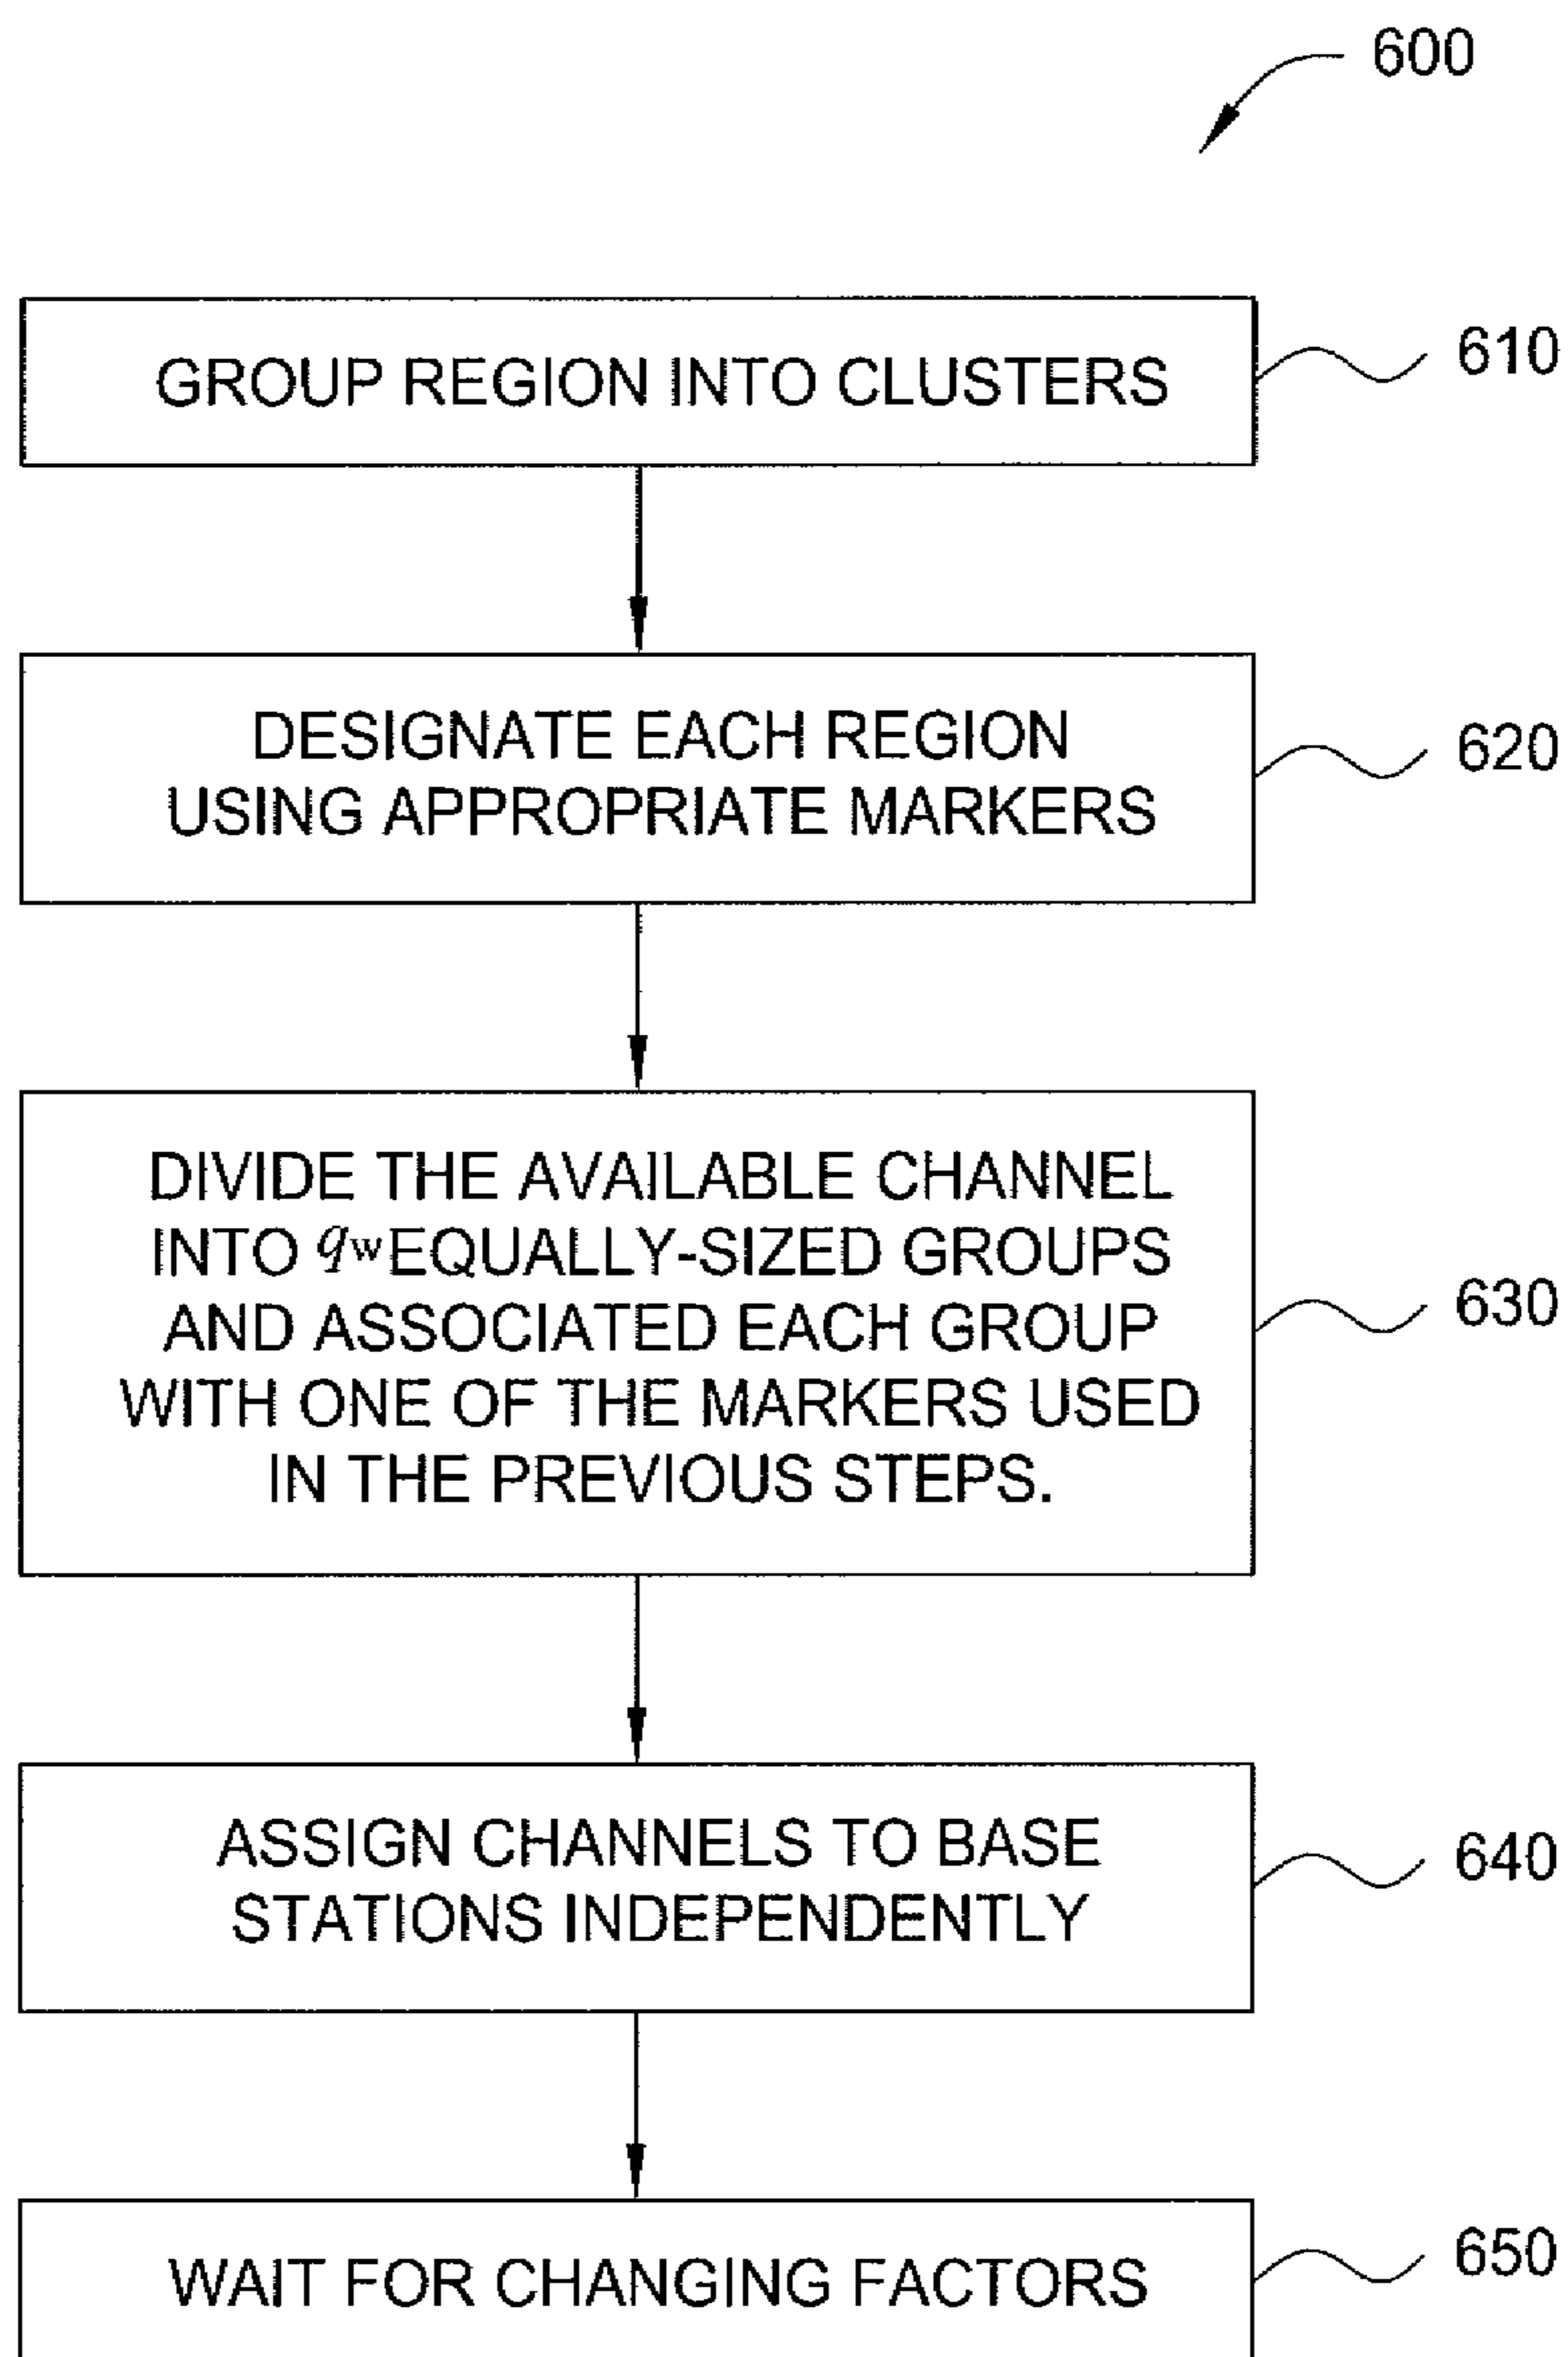 600
GROUP REGION INTO CLUSTERS
610
DESIGNATE EACH REGION
USING APPROPRIATE MARKERS
620
DIVIDE THE AVAILABLE CHANNEL
INTO qw EQUALLY-SIZED GROUPS
AND ASSOCIATED EACH GROUP
WITH ONE OF THE MARKERS USED
IN THE PREVIOUS STEPS.
630
ASSIGN CHANNELS TO BASE
STATIONS INDEPENDENTLY
640
WAIT FOR CHANGING FACTORS
650